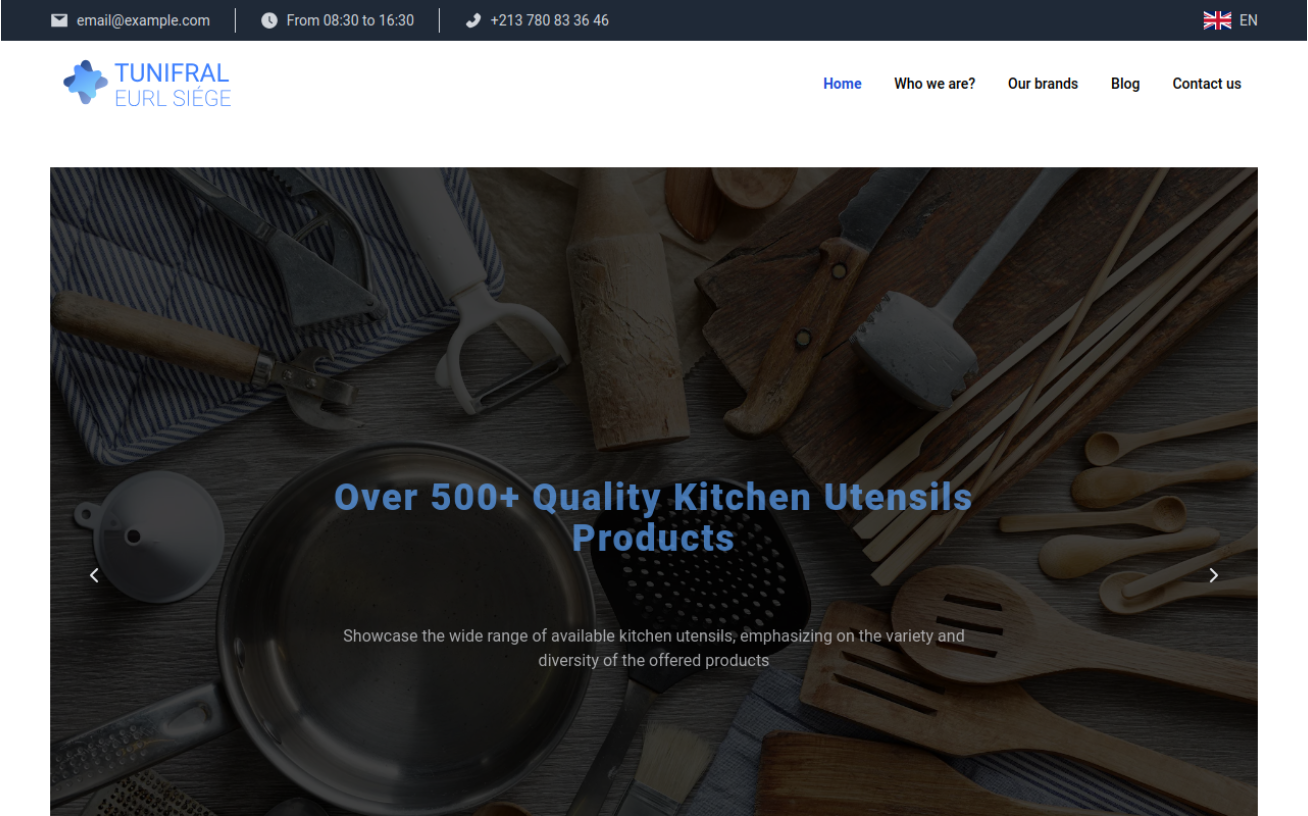 email@example.com
From 08:30 to 16:30
+213 780 83 36 46
EN
TUNIFRAL
EURL SIÉGE
Home
Who we are?
Our brands
Blog
Contact us
Over 500+ Quality Kitchen Utensils
Products
Showcase the wide range of available kitchen utensils, emphasizing on the variety and
diversity of the offered products